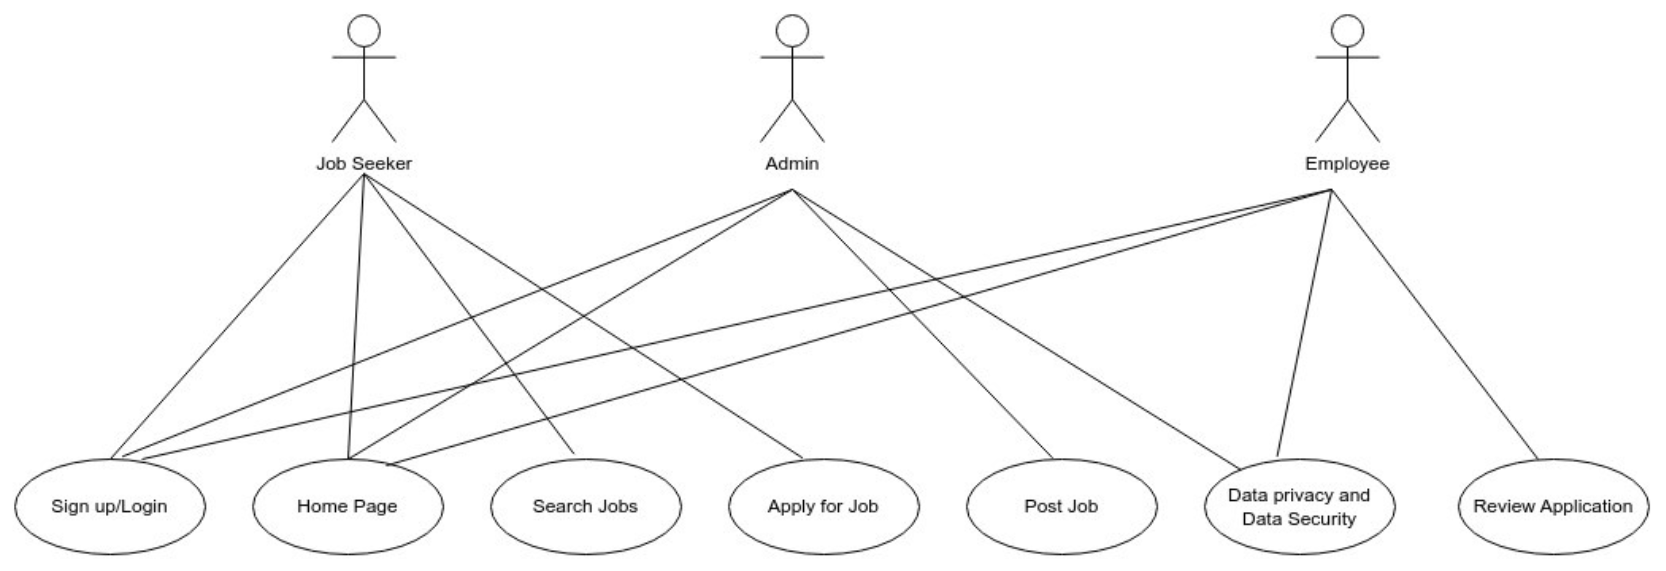 Job Seeker
Admin
Employee
Sign up/Login
Home Page
Search Jobs
Apply for Job
Post Job
Data privacy and
Data Security
Review Application